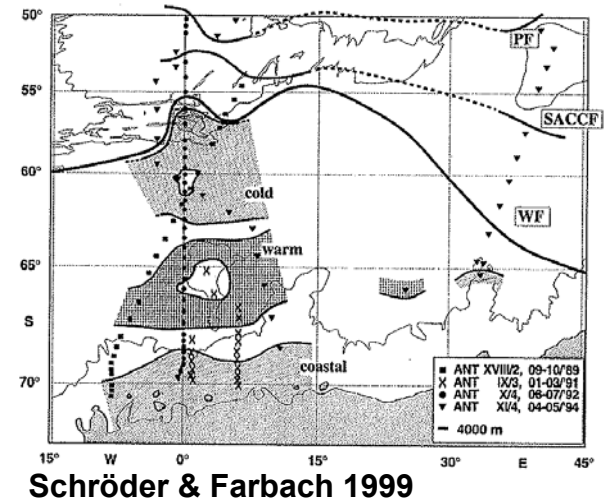 50°
PF
55°
SACCF
60°
cold
WF
warm
65°
S
coastal
70°
■ ANT XVIII/2, 09-10/'89
× ANT IX/3, 01-03/'91
● ANT X/4, 06-07/'92
▼ ANT XI/4, 04-05/'94
— 4000 m
15° W 0° 15° 30° E 45°
Schröder & Farbach 1999